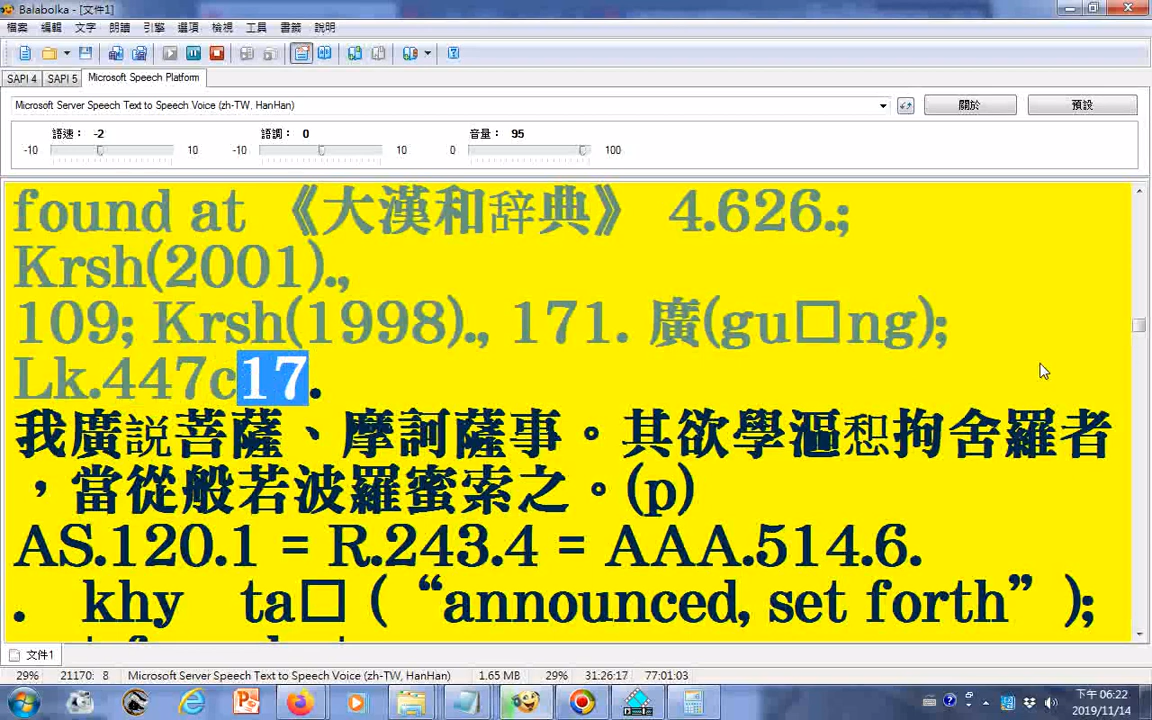 Balabolka - [文件1]
檔案 編輯 文字 朗讀 引擎 選項 檢視 工具 書籤 說明
SAPI 4 SAPI 5 Microsoft Speech Platform
Microsoft Server Speech Text to Speech Voice (zh-TW, HanHan) 關於 預設
語速： -2 語調： 0 音量： 95
-10 10 -10 10 0 100
found at 《大漢和辞典》 4.626.;
Krsh(2001).,
109; Krsh(1998)., 171. 廣(gu□ng);
Lk.447c17.
我廣説菩薩、摩訶薩事。其欲學漚惒拘舍羅者
，當從般若波羅蜜索之。(p)
AS.120.1 = R.243.4 = AAA.514.6.
. khy ta□ (“announced, set forth”);
文件1
29% 21170: 8 Microsoft Server Speech Text to Speech Voice (zh-TW, HanHan) 1.65 MB 29% 31:26:17 77:01:03
下午 06:22
2019/11/14